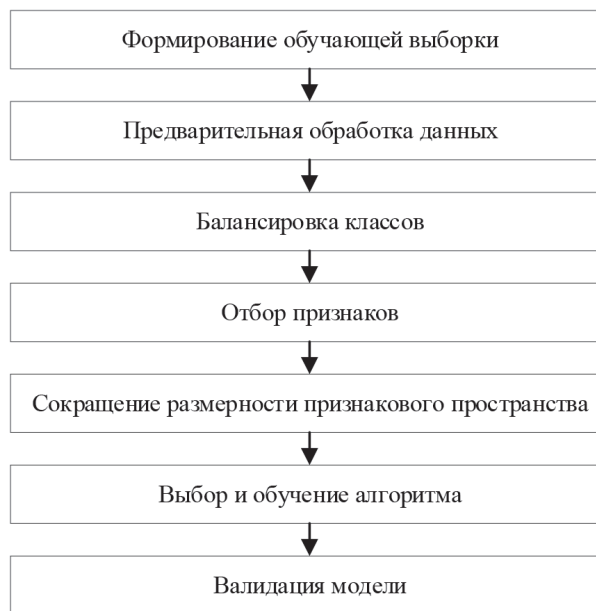 Формирование обучающей выборки
Предварительная обработка данных
Балансировка классов
Отбор признаков
Сокращение размерности признакового пространства
Выбор и обучение алгоритма
Валидация модели